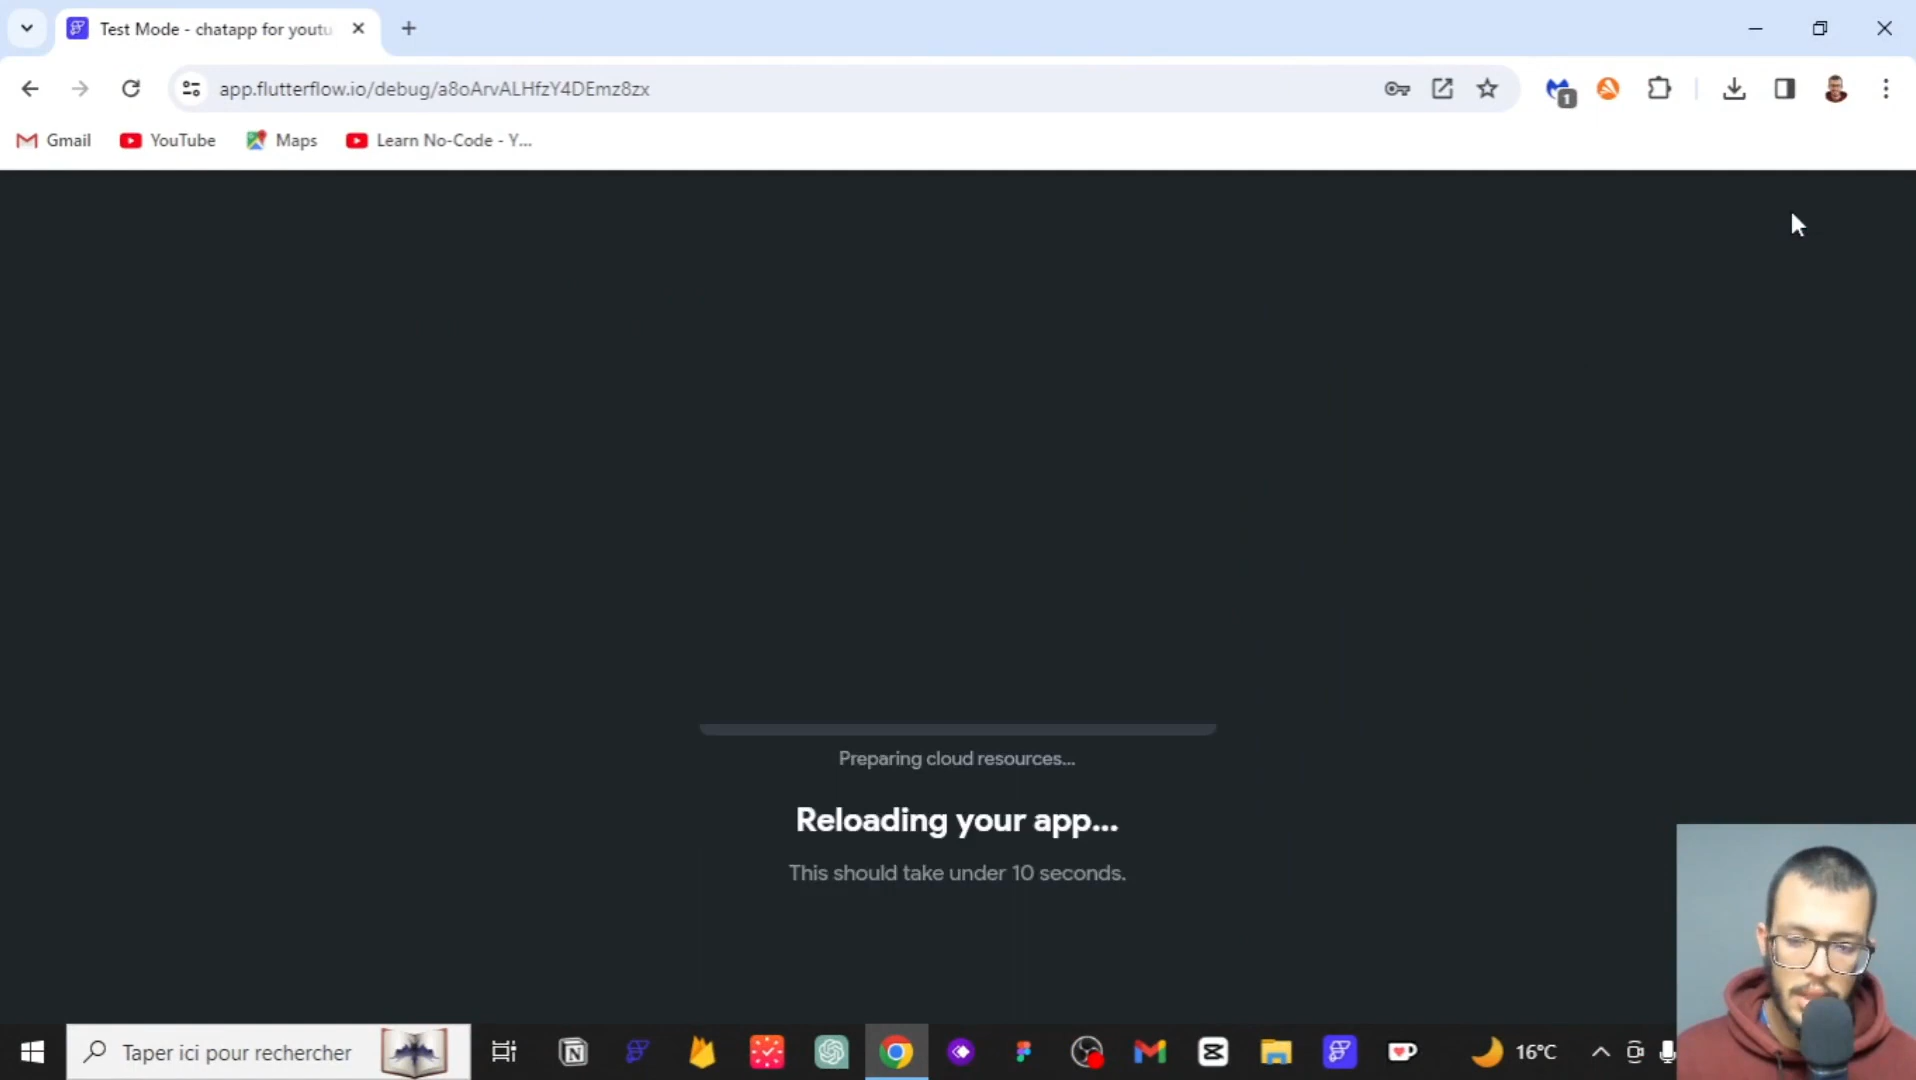 Test Mode - chatapp for youtu
app.flutterflow.io/debug/a8oArvALHfzY4DEmz8zx
1
Gmail
YouTube
Maps
Learn No-Code - Y...
Preparing cloud resources...
Reloading your app...
This should take under 10 seconds.
Taper ici pour rechercher
16°C